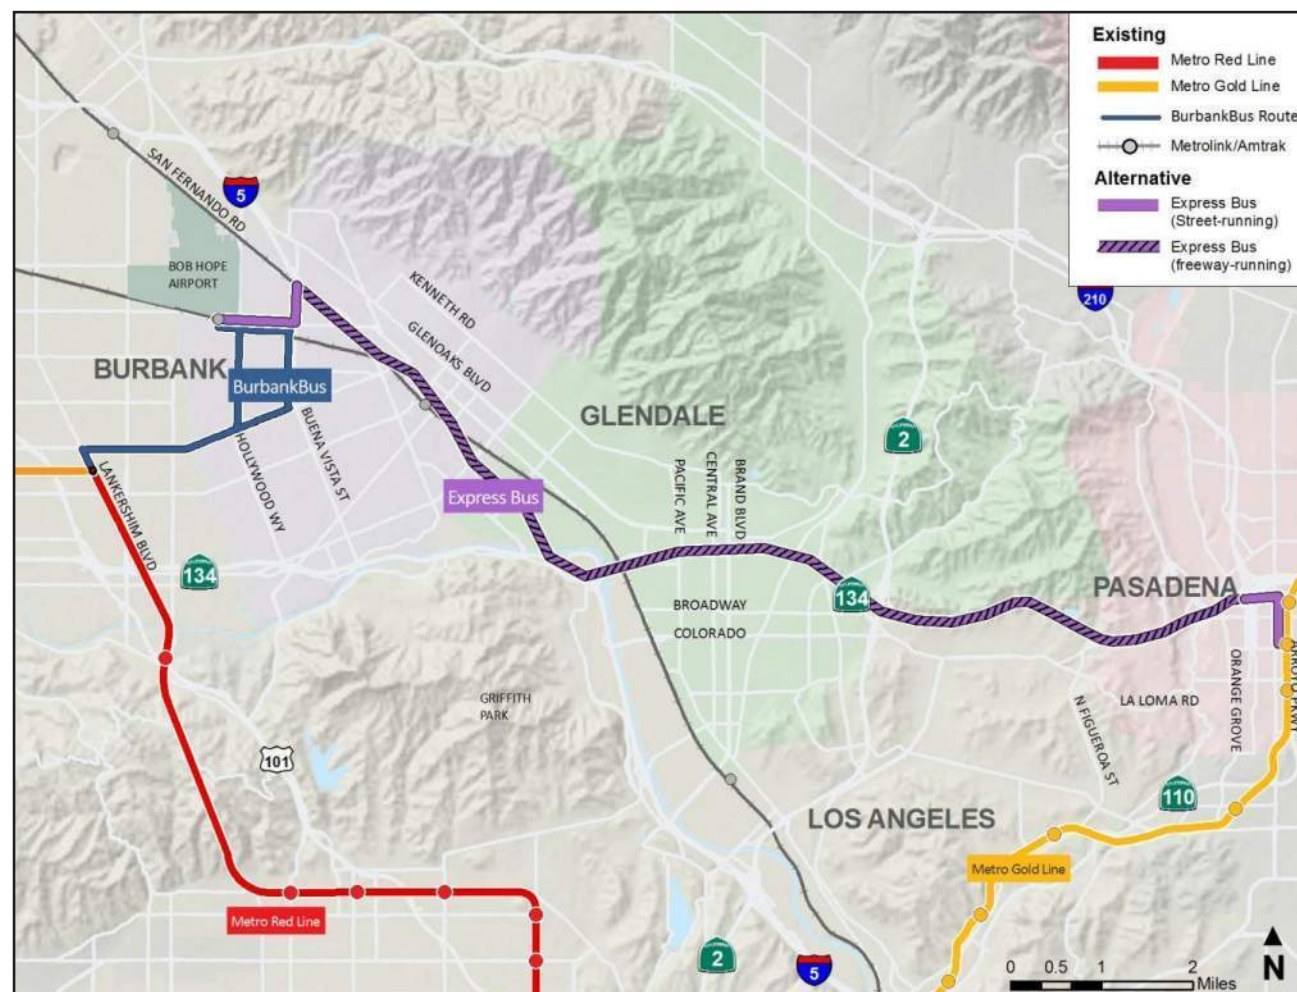 Existing
Metro Red Line
Metro Gold Line
BurbankBus Route
Metrolink/Amtrak
Alternative
Express Bus
(Street-running)
Express Bus
(freeway-running)
SAN FERNANDO RD
5
BOB HOPE
AIRPORT
KENNETH RD
GLENOAKS BLVD
210
BURBANK
BurbankBus
GLENDALE
2
HOLLYWOOD WY
BUENA VISTA ST
LANKERSHIM BLVD
Express Bus
PACIFIC AVE
CENTRAL AVE
BRAND BLVD
134
134
PASADENA
BROADWAY
COLORADO
ORANGE GROVE
ARROYO PKWY
GRIFFITH
PARK
LA LOMA RD
N FIGUEROA ST
101
110
LOS ANGELES
Metro Gold Line
Metro Red Line
2
5
0 0.5 1 2
Miles
N